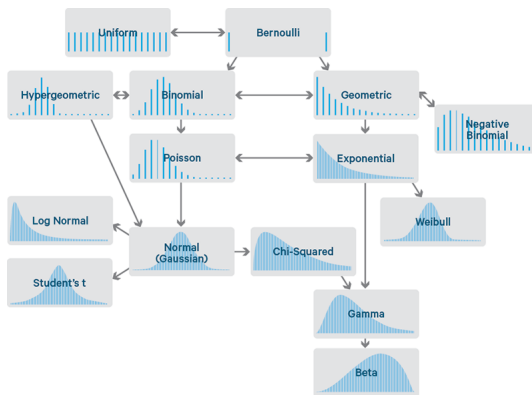 Uniform
Bernoulli
Hypergeometric
Binomial
Geometric
Negative
Binomial
Poisson
Exponential
Log Normal
Weibull
Normal
(Gaussian)
Chi-Squared
Student's t
Gamma
Beta